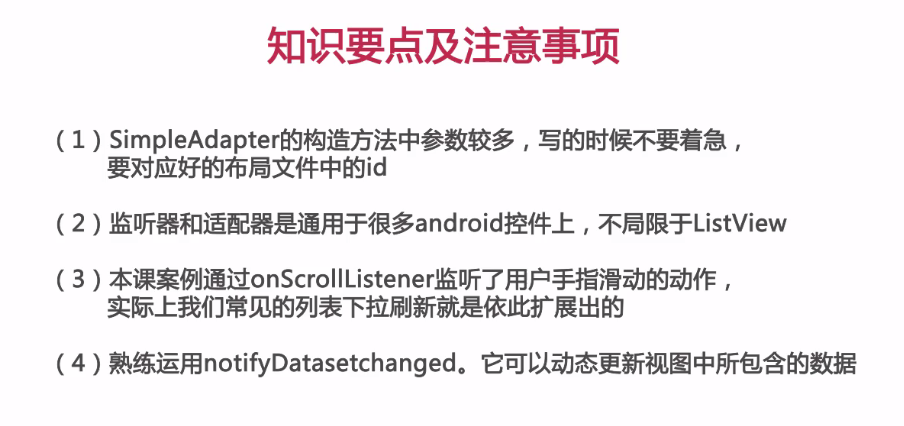 知识要点及注意事项
（1）SimpleAdapter的构造方法中参数较多，写的时候不要着急，
要对应好的布局文件中的id
（2）监听器和适配器是通用于很多android控件上，不局限于ListView
（3）本课案例通过onScrollListener监听了用户手指滑动的动作，
实际上我们常见的列表下拉刷新就是依此扩展出的
（4）熟练运用notifyDatasetchanged。它可以动态更新视图中所包含的数据